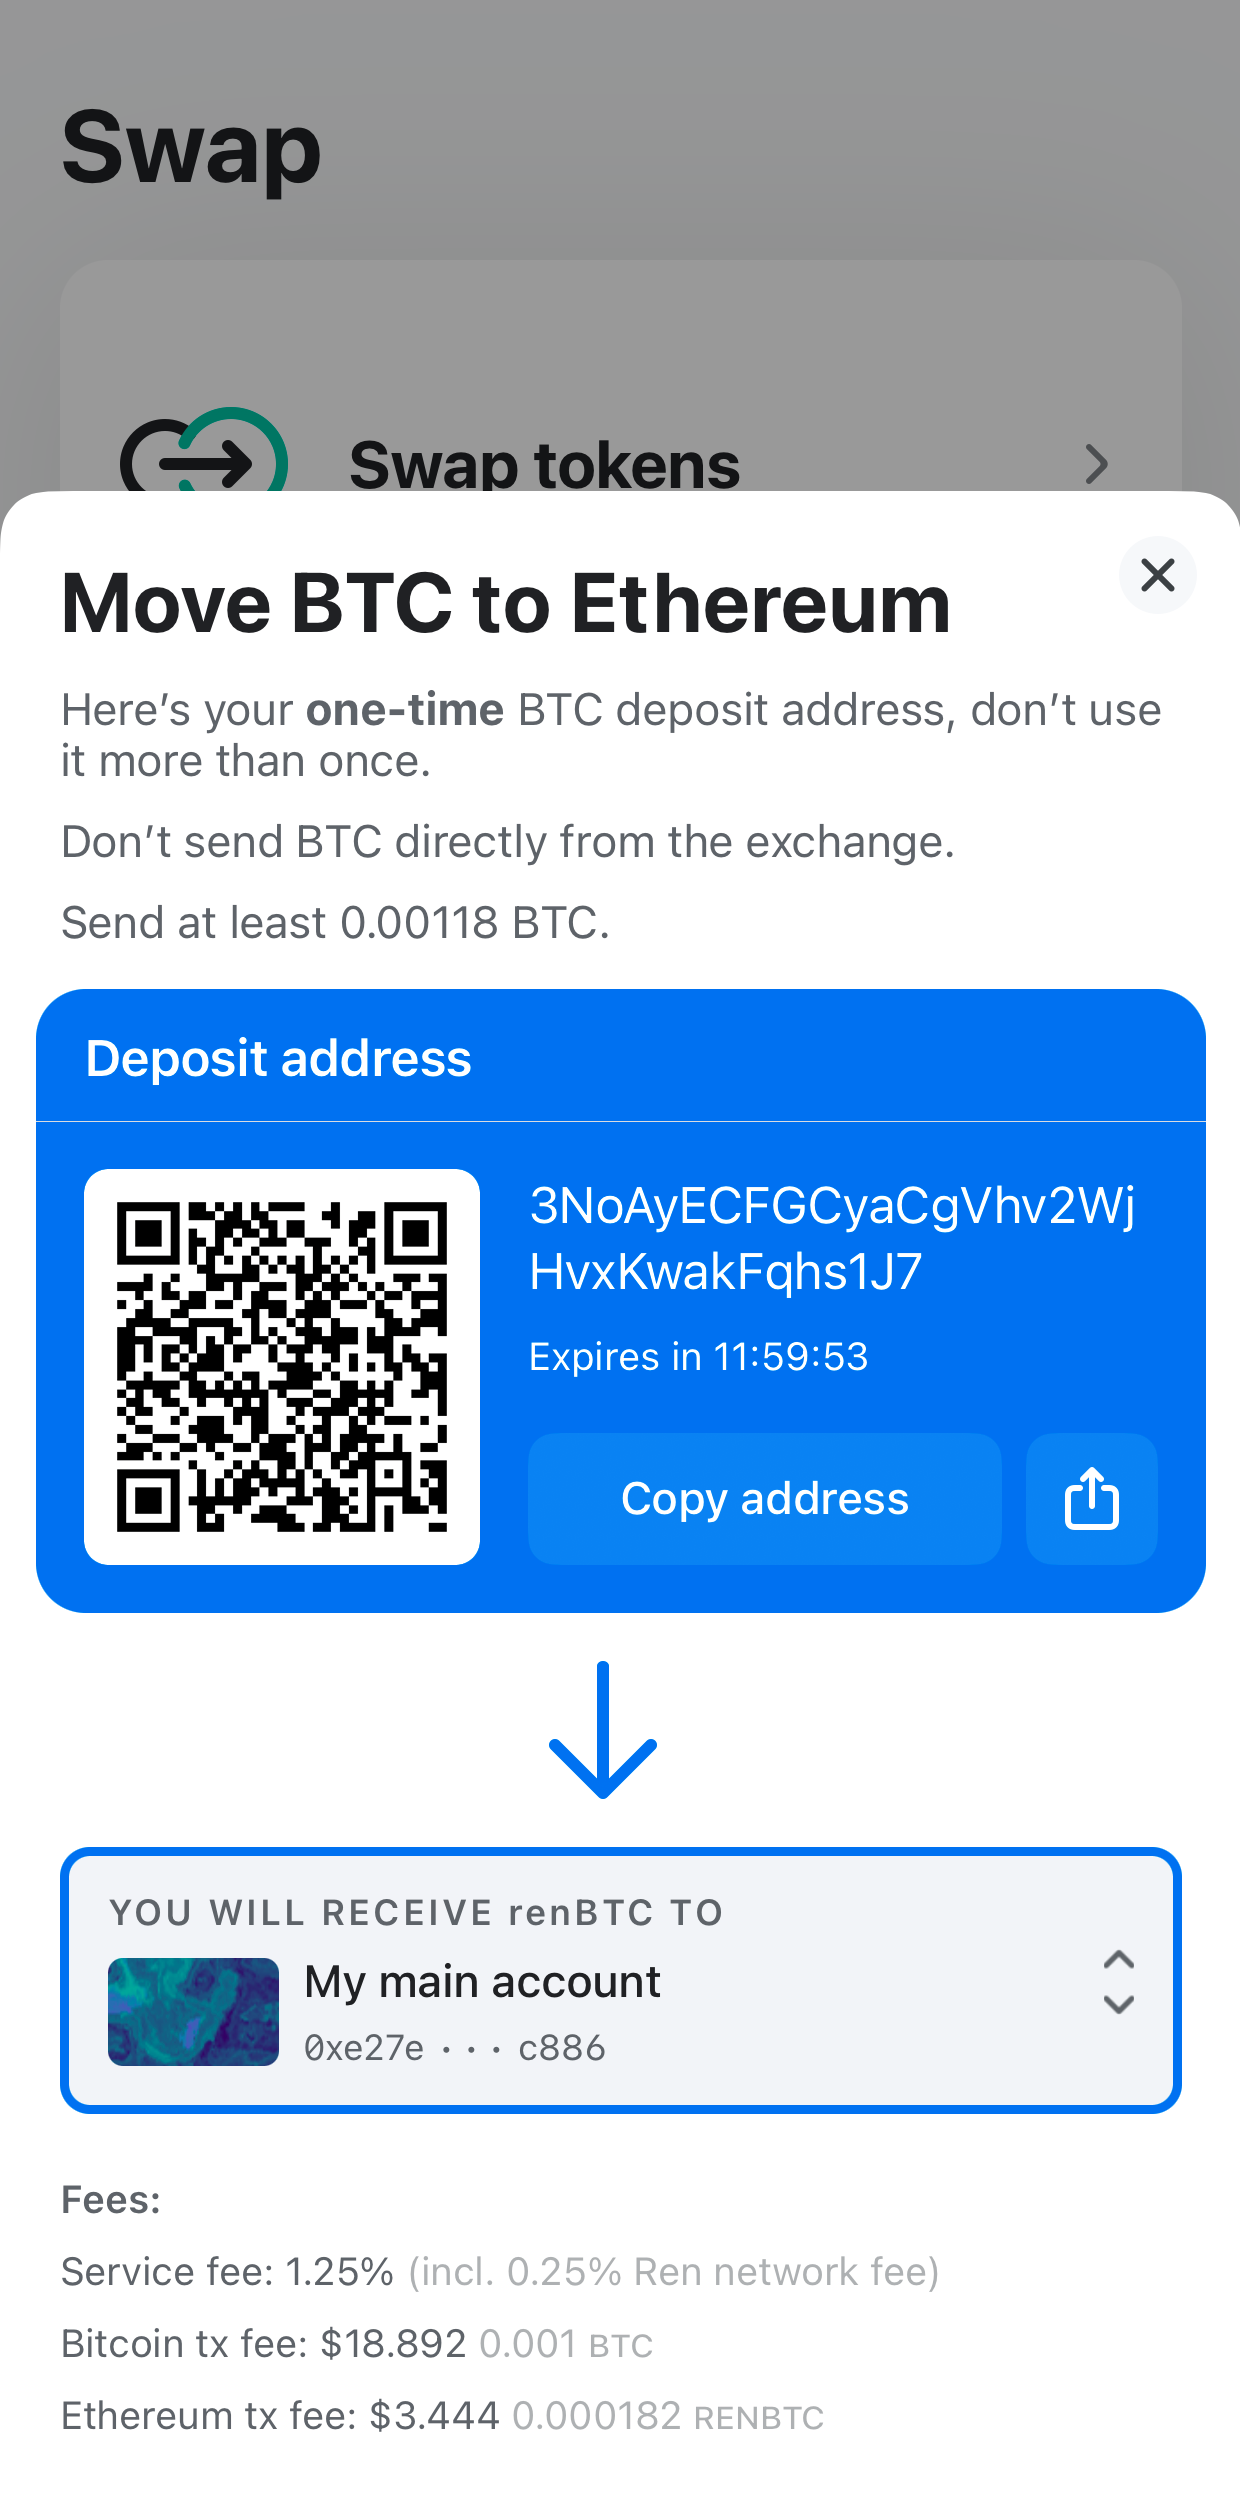 Swap
Swap tokens
Move BTC to Ethereum
Here’s your one-time BTC deposit address, don’t use
it more than once.
Don’t send BTC directly from the exchange.
Send at least 0.00118 BTC.
Deposit address
3NoAyECFGCyaCgVhv2Wj
HvxKwakFqhs1J7
Expires in 11:59:53
Copy address
YOU WILL RECEIVE renBTC TO
My main account
0xe27e ··· c886
Fees:
Service fee: 1.25% (incl. 0.25% Ren network fee)
Bitcoin tx fee: $18.892 0.001 BTC
Ethereum tx fee: $3.444 0.000182 RENBTC